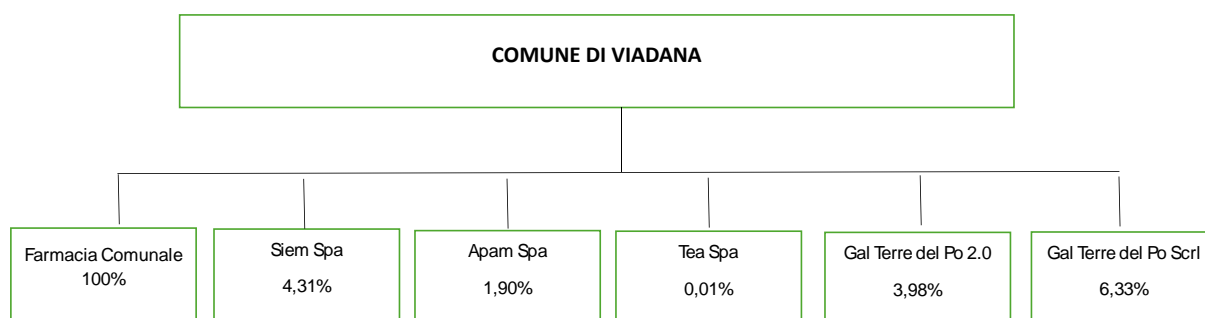 COMUNE DI VIADANA
Farmacia Comunale
100%
Siem Spa
4,31%
Apam Spa
1,90%
Tea Spa
0,01%
Gal Terre del Po 2.0
3,98%
Gal Terre del Po Scrl
6,33%